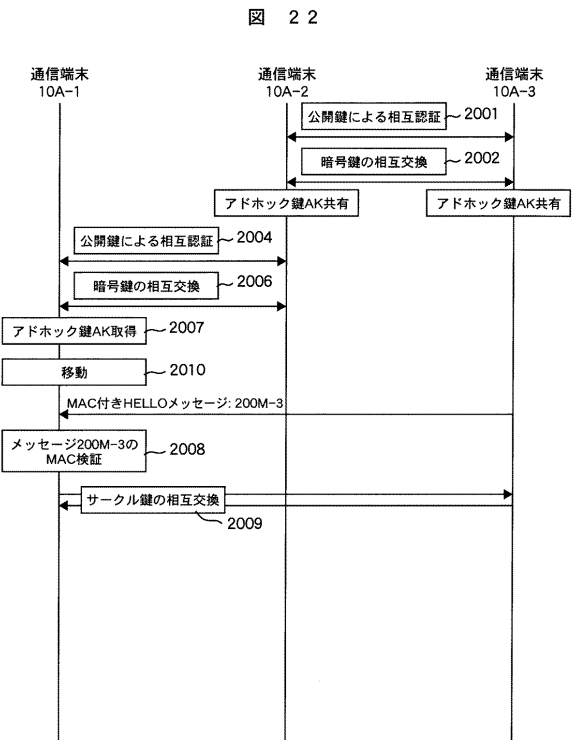 図 22
通信端末
10A-1
通信端末
10A-2
通信端末
10A-3
公開鍵による相互認証
2001
暗号鍵の相互交換
2002
アドホック鍵AK共有
アドホック鍵AK共有
公開鍵による相互認証
2004
暗号鍵の相互交換
2006
アドホック鍵AK取得
2007
移動
2010
MAC付きHELLOメッセージ: 200M-3
メッセージ200M-3の
MAC検証
2008
サークル鍵の相互交換
2009